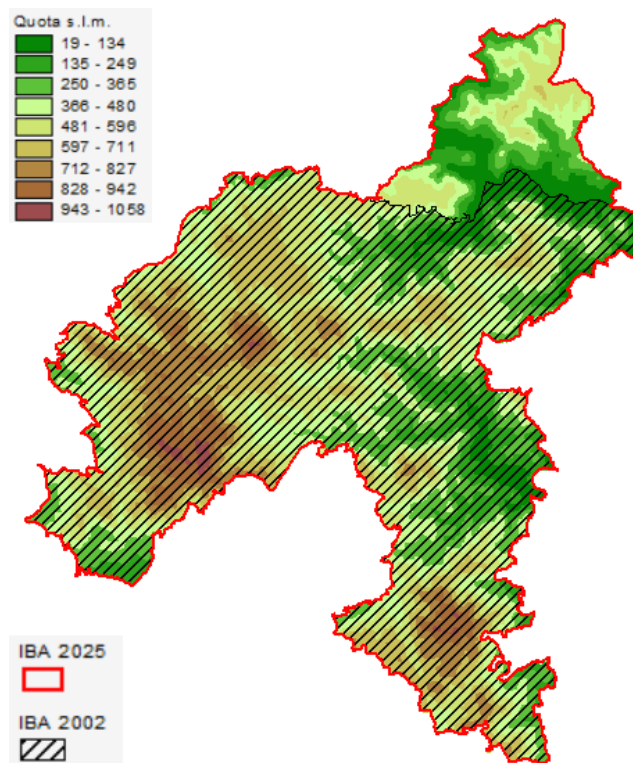 Quota s.l.m.
19 - 134
135 - 249
250 - 365
366 - 480
481 - 596
597 - 711
712 - 827
828 - 942
943 - 1058
IBA 2025
IBA 2002